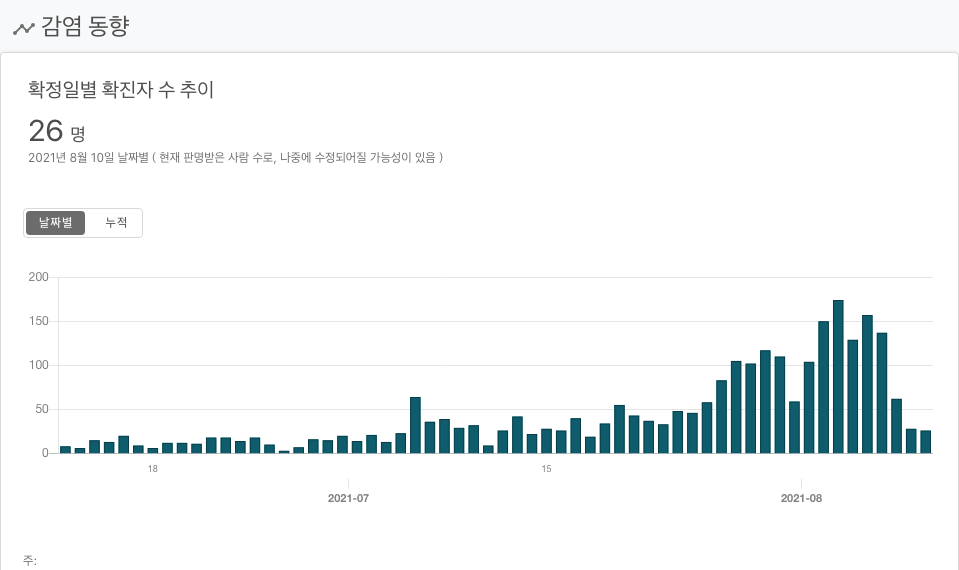 감염 동향
확정일별 확진자 수 추이
26 명
2021년 8월 10일 날짜별 ( 현재 판명받은 사람 수로, 나중에 수정되어질 가능성이 있음 )
날짜별 누적
200
150
100
50
0
18 15
2021-07 2021-08
주: